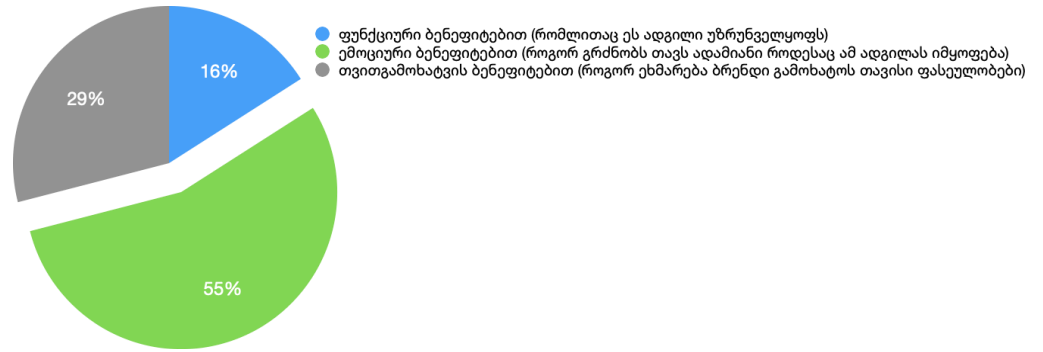 16%
29%
55%
ფუნქციური ბენეფიტებით (რომლითაც ეს ადგილი უზრუნველყოფს)
ემოციური ბენეფიტებით (როგორ გრძნობს თავს ადამიანი როდესაც ამ ადგილას იმყოფება)
თვითგამოხატვის ბენეფიტებით (როგორ ეხმარება ბრენდი გამოხატოს თავისი ფასეულობები)